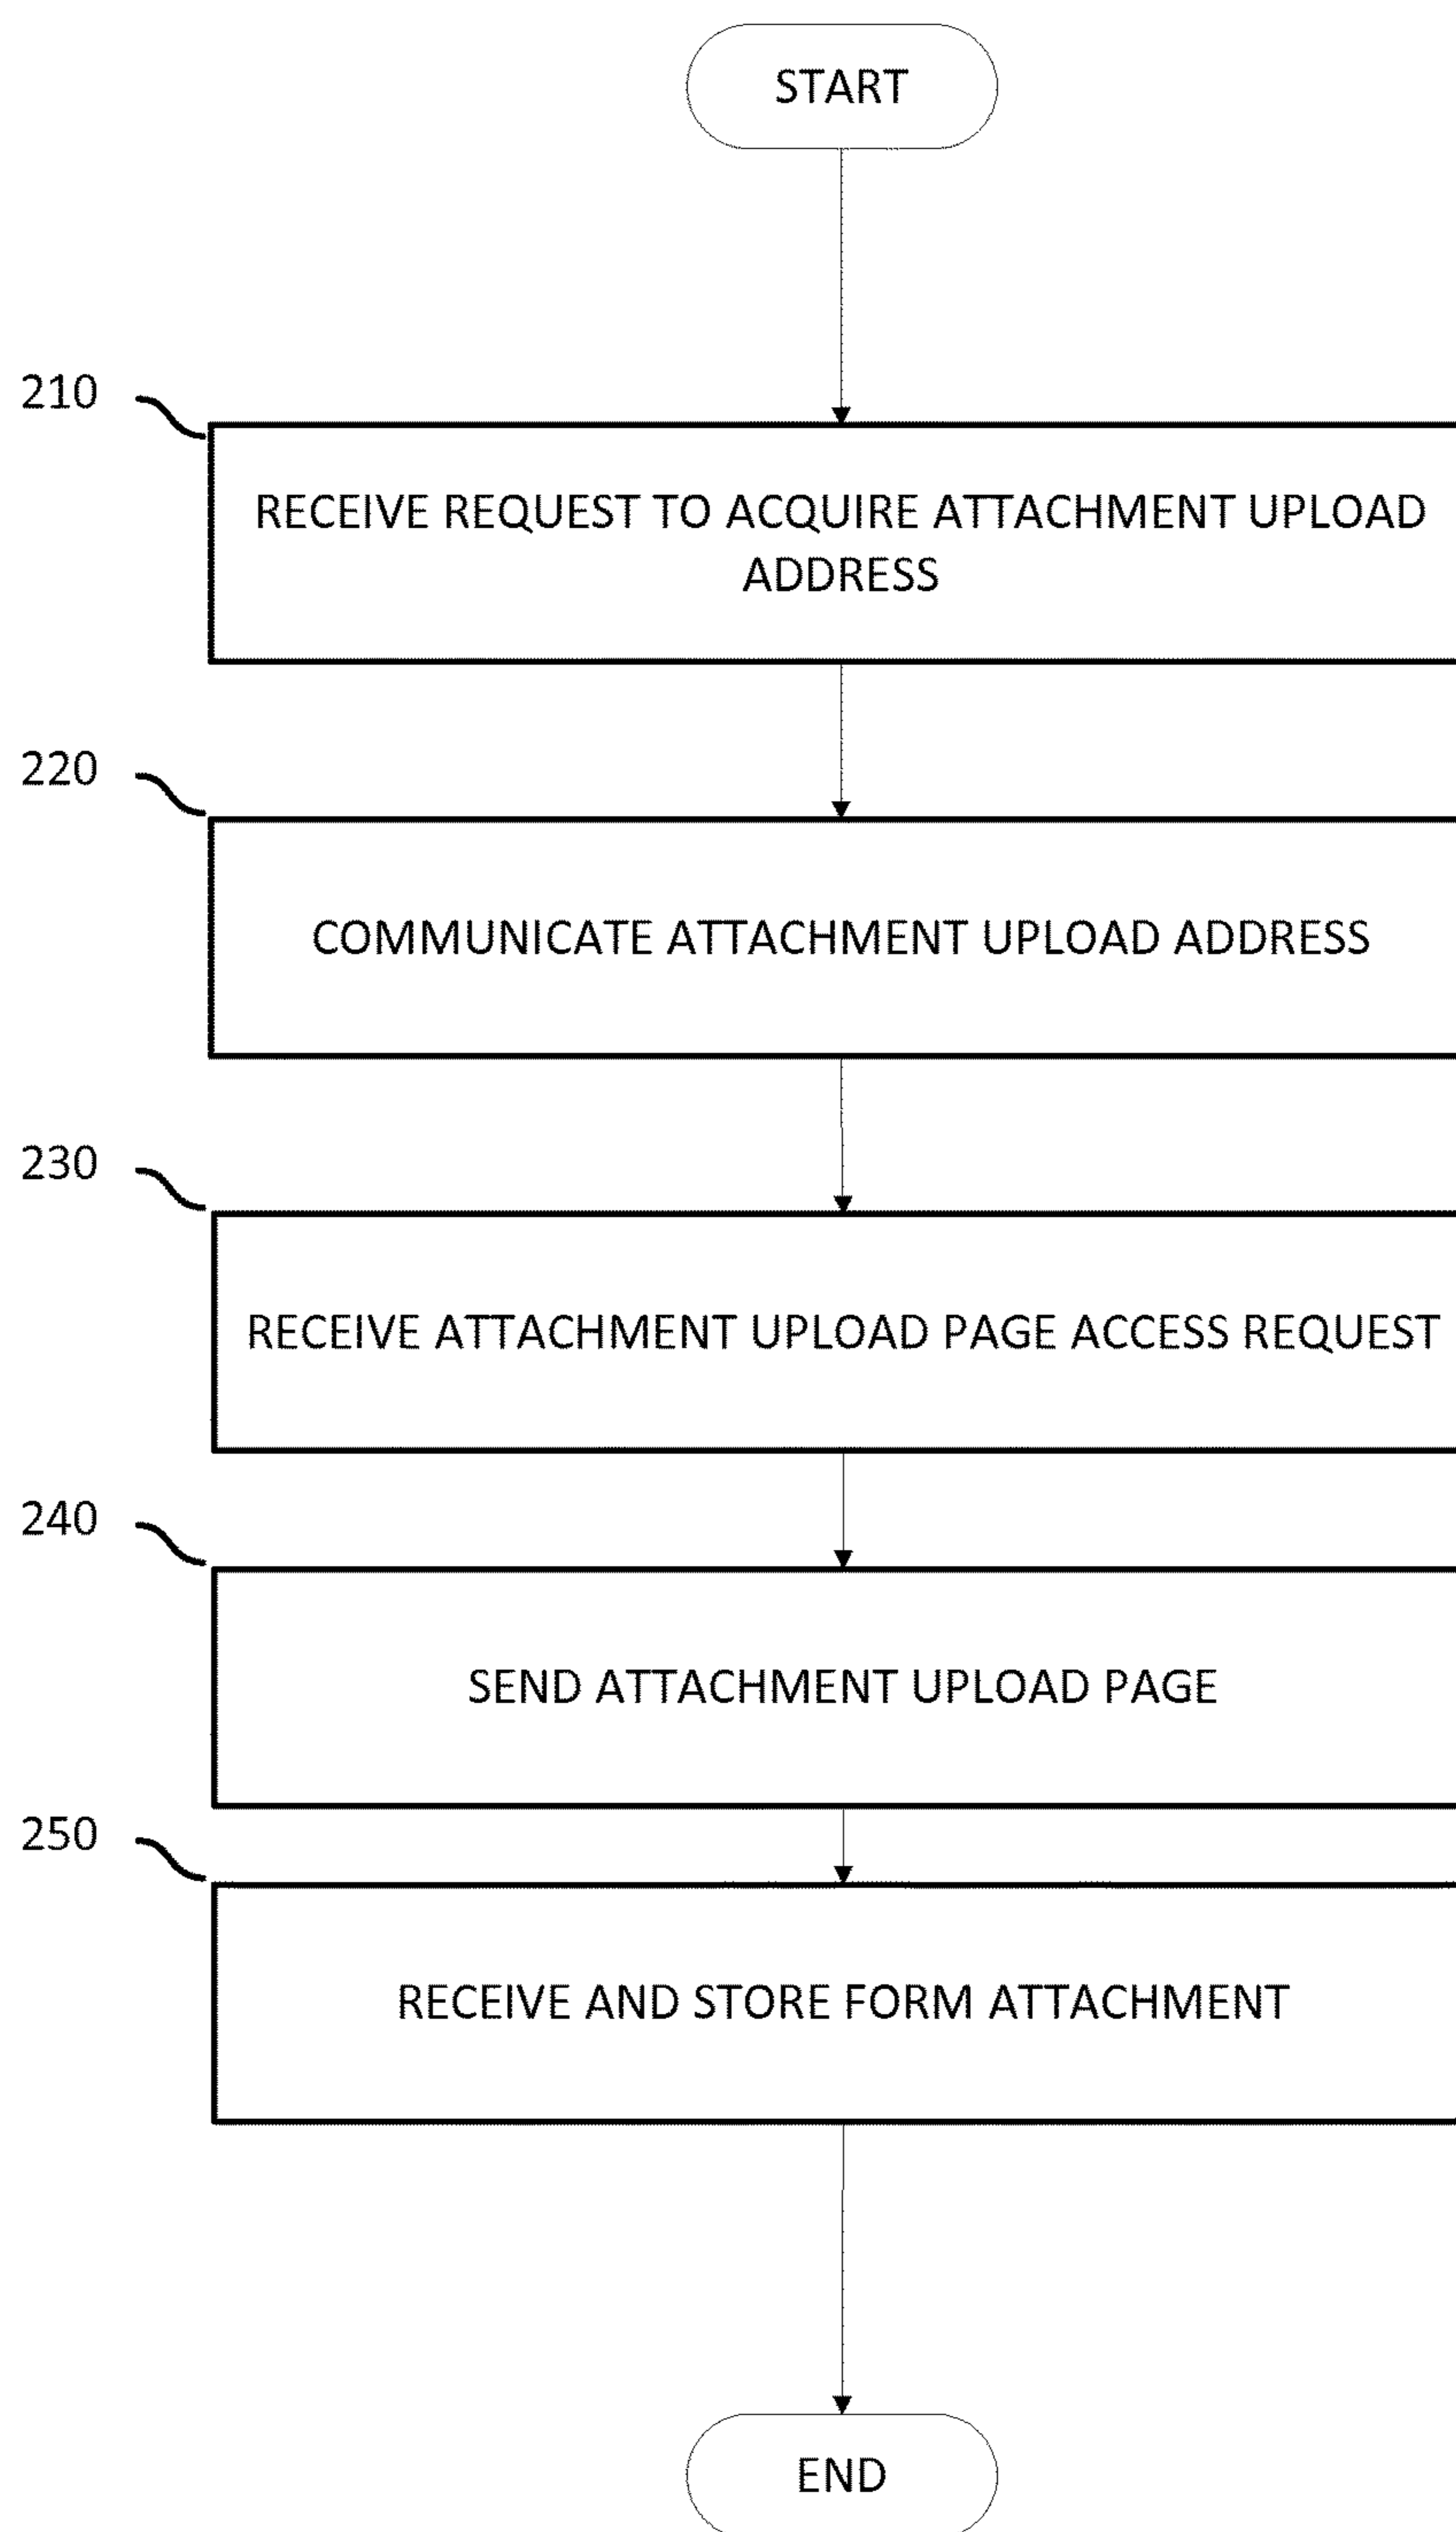 START
210
RECEIVE REQUEST TO ACQUIRE ATTACHMENT UPLOAD
ADDRESS
220
COMMUNICATE ATTACHMENT UPLOAD ADDRESS
230
RECEIVE ATTACHMENT UPLOAD PAGE ACCESS REQUEST
240
SEND ATTACHMENT UPLOAD PAGE
250
RECEIVE AND STORE FORM ATTACHMENT
END